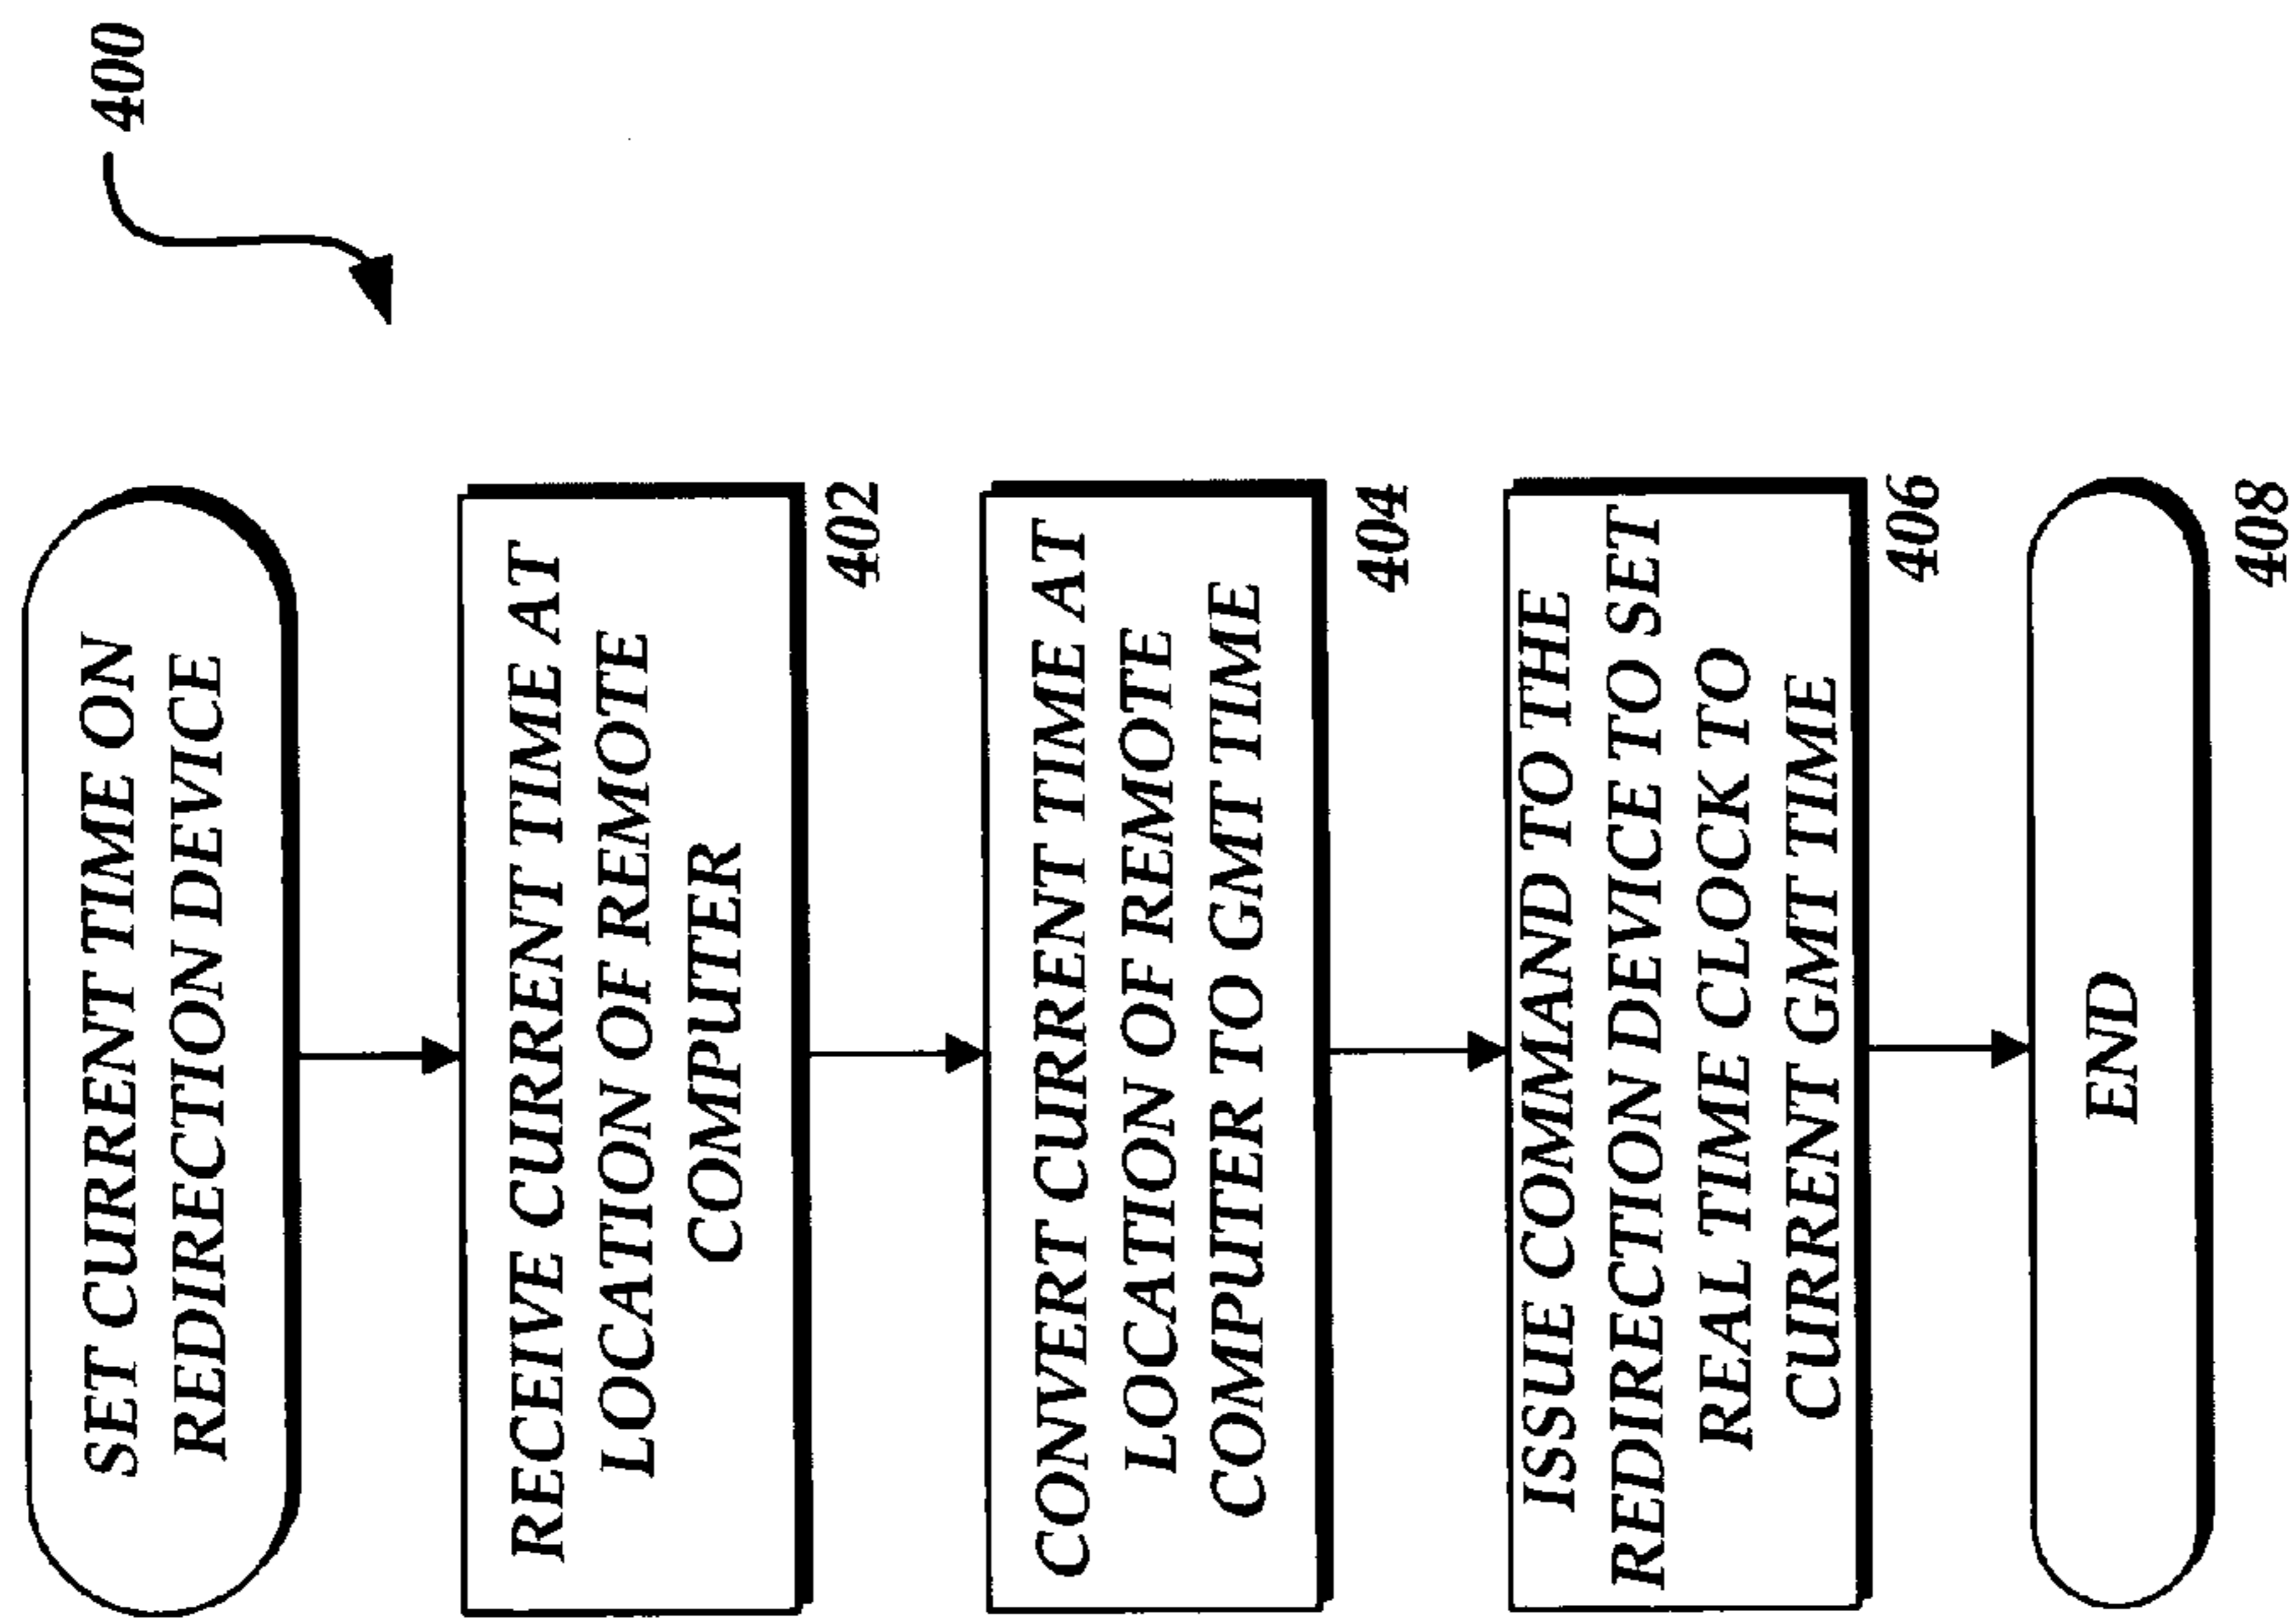 400
SET CURRENT TIME ON
REDIRECTION DEVICE
RECEIVE CURRENT TIME AT
LOCATION OF REMOTE
COMPUTER
402
CONVERT CURRENT TIME AT
LOCATION OF REMOTE
COMPUTER TO GMT TIME
404
ISSUE COMMAND TO THE
REDIRECTION DEVICE TO SET
REAL TIME CLOCK TO
CURRENT GMT TIME
406
END
408